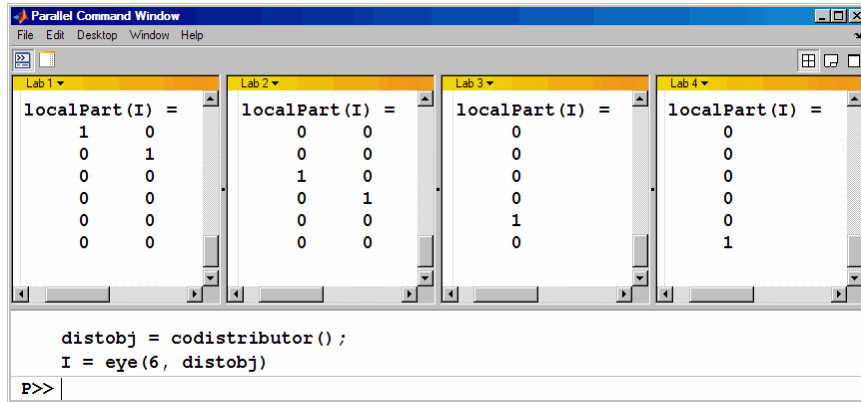 Parallel Command Window
File Edit Desktop Window Help
Lab 1
localPart(I) =
1 0
0 1
0 0
0 0
0 0
0 0
Lab 2
localPart(I) =
0 0
0 0
1 0
0 1
0 0
0 0
Lab 3
localPart(I) =
0
0
0
0
1
0
Lab 4
localPart(I) =
0
0
0
0
0
1
distobj = codistributor();
I = eye(6, distobj)
P>>